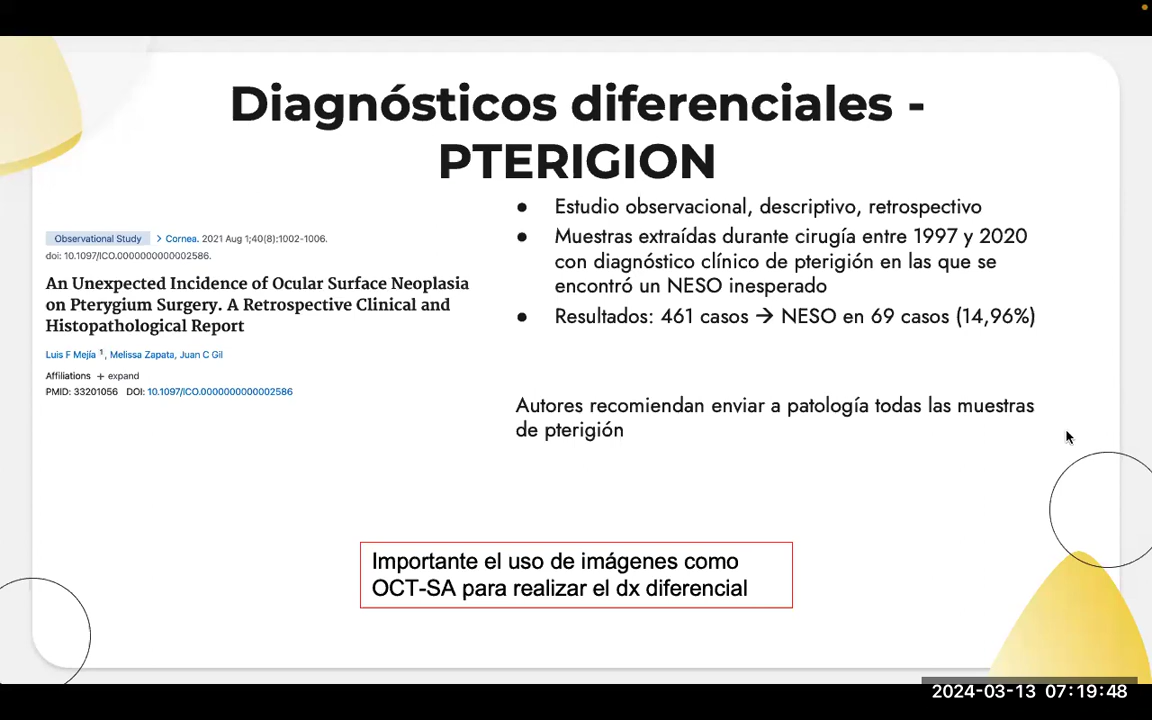 Diagnósticos diferenciales -
PTERIGION
Observational Study > Cornea. 2021 Aug 1;40(8):1002-1006.
doi: 10.1097/ICO.0000000000002586.
An Unexpected Incidence of Ocular Surface Neoplasia
on Pterygium Surgery. A Retrospective Clinical and
Histopathological Report
Luis F Mejía 1, Melissa Zapata, Juan C Gil
Affiliations + expand
PMID: 33201056 DOI: 10.1097/ICO.0000000000002586
● Estudio observacional, descriptivo, retrospectivo
● Muestras extraídas durante cirugía entre 1997 y 2020
con diagnóstico clínico de pterigión en las que se
encontró un NESO inesperado
● Resultados: 461 casos → NESO en 69 casos (14,96%)
Autores recomiendan enviar a patología todas las muestras
de pterigión
Importante el uso de imágenes como
OCT-SA para realizar el dx diferencial
2024-03-13 07:19:48